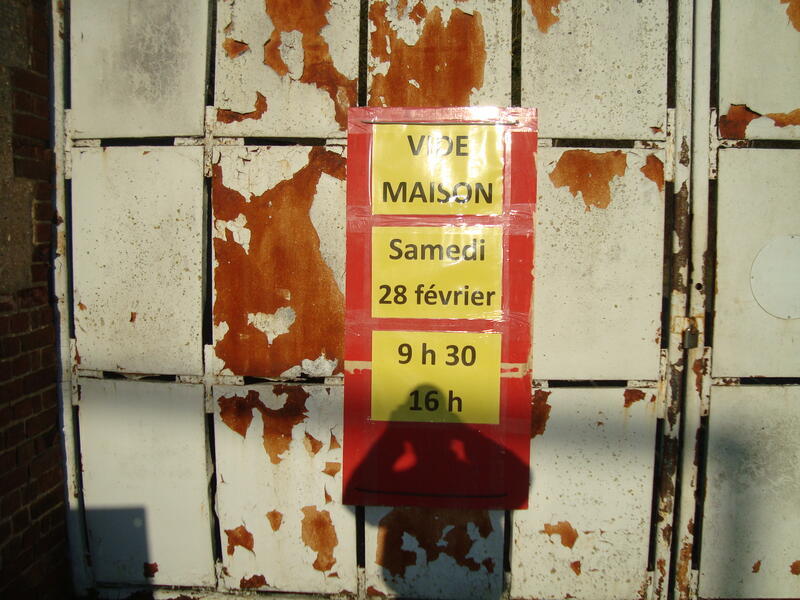 VIDE
MAISON
Samedi
28 février
9 h 30
16 h